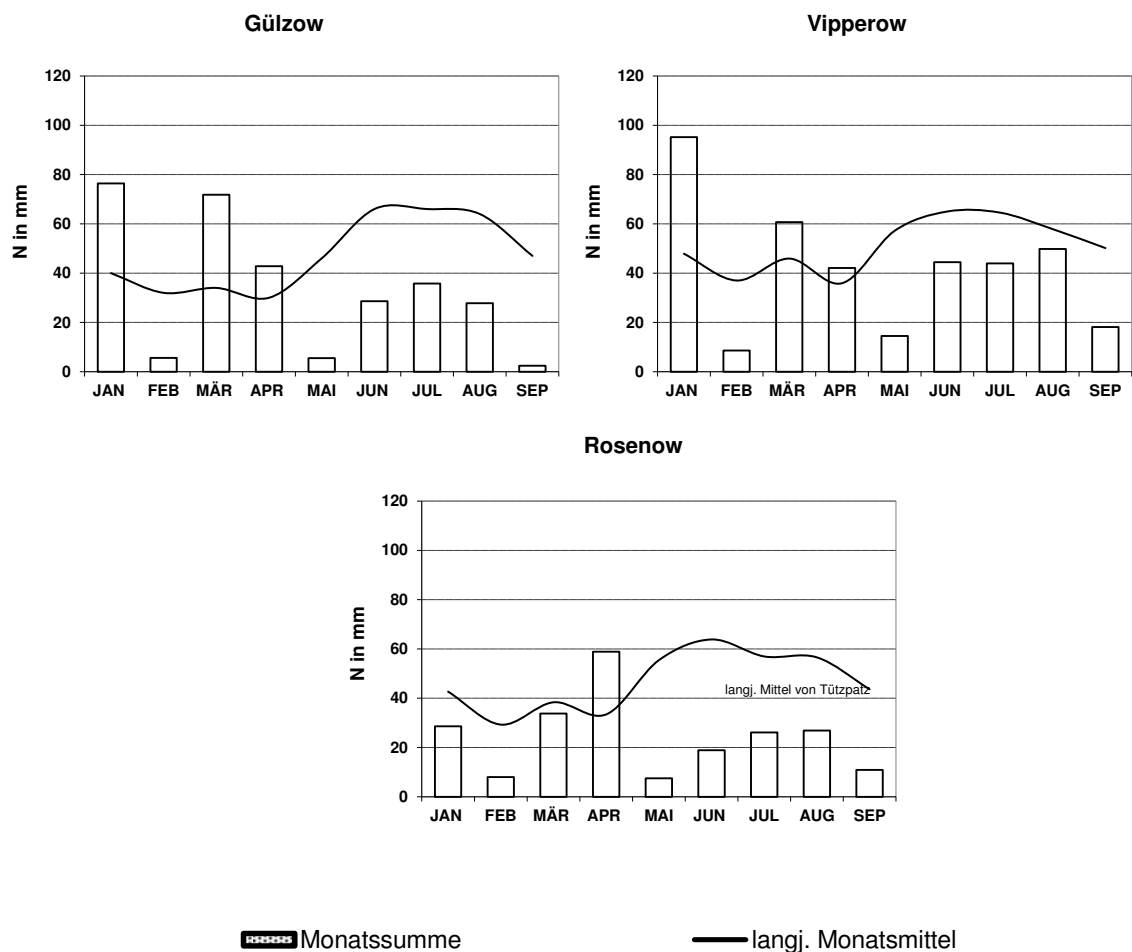 Gülzow
120
100
80
60
40
20
0
N in mm
JAN FEB MÄR APR MAI JUN JUL AUG SEP
Vipperow
120
100
80
60
40
20
0
N in mm
JAN FEB MÄR APR MAI JUN JUL AUG SEP
Rosenow
120
100
80
60
40
20
0
N in mm
langj. Mittel von Tützpatz
JAN FEB MÄR APR MAI JUN JUL AUG SEP
Monatssumme
langj. Monatsmittel